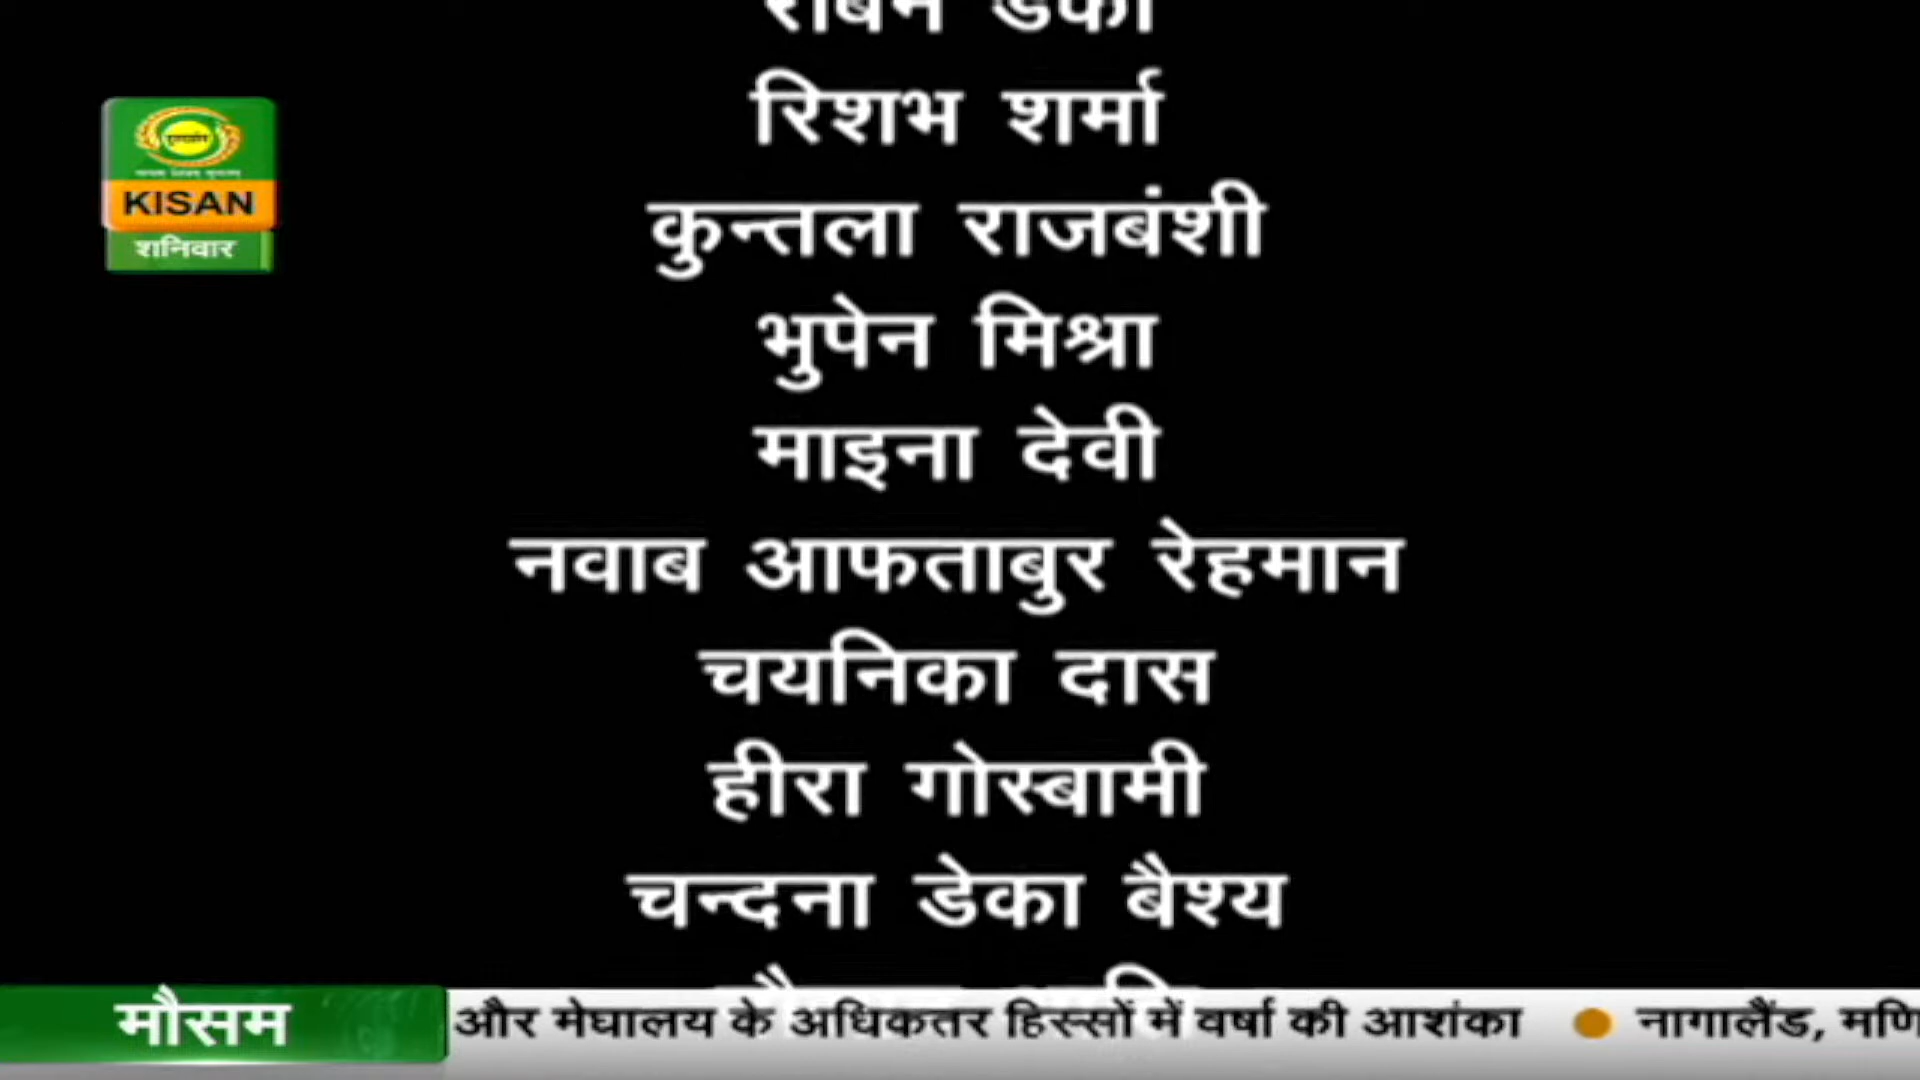 डेका
रिशभ शर्मा
कुन्तला राजबंशी
KISAN
शनिवार
भुपेन मिश्रा
माइना देवी
नवाब आफताबुर रेहमान
चयनिका दास
हीरा गोस्बामी
चन्दना डेका बैश्य
मौसम
और मेघालय के अधिकतर हिस्सों में वर्षा की आशंका
नागालैंड,